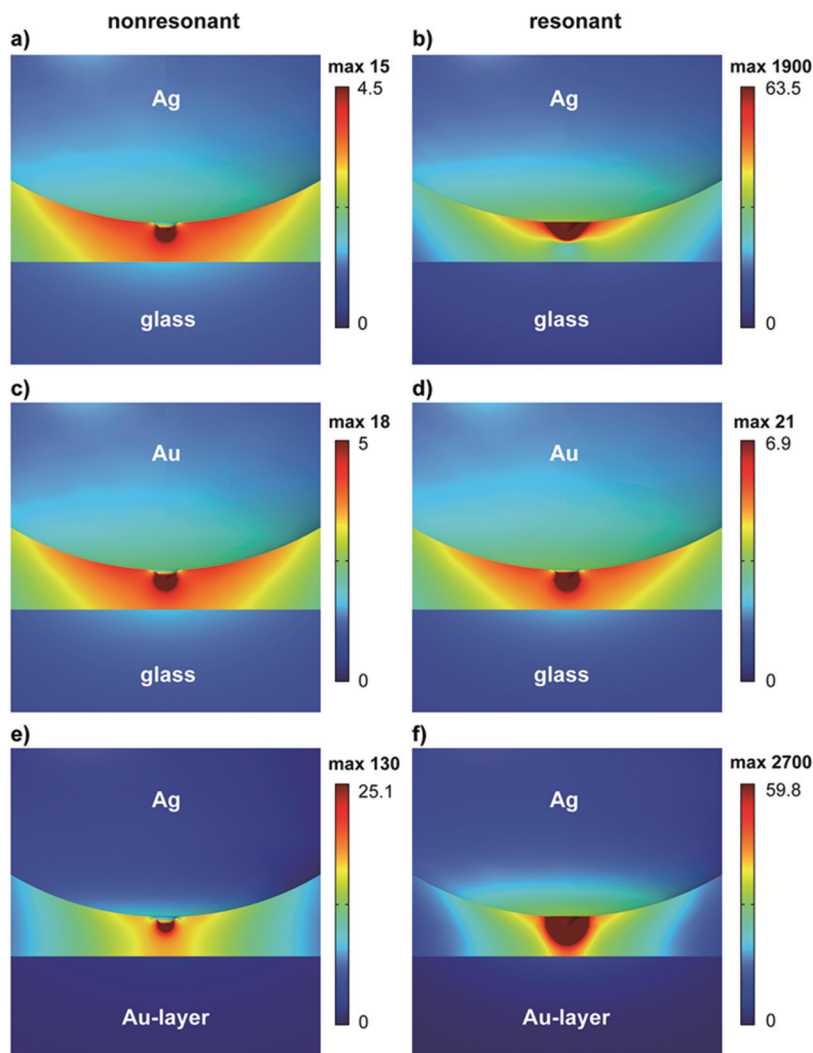 nonresonant
resonant
a)
max 15
4.5
Ag
glass
0
b)
max 1900
63.5
Ag
glass
0
c)
max 18
5
Au
glass
0
d)
max 21
6.9
Au
glass
0
e)
max 130
25.1
Ag
Au-layer
0
f)
max 2700
59.8
Ag
Au-layer
0